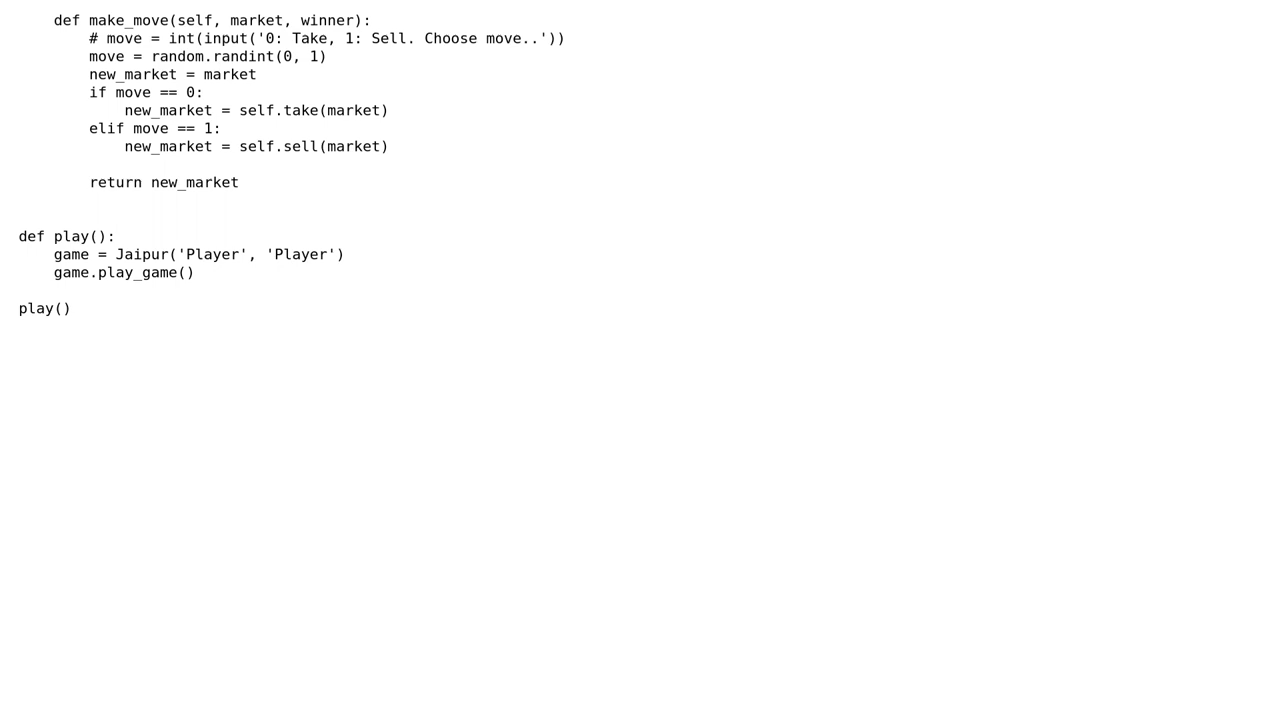 def make_move(self, market, winner):
        # move = int(input('0: Take, 1: Sell. Choose move..'))
        move = random.randint(0, 1)
        new_market = market
        if move == 0:
            new_market = self.take(market)
        elif move == 1:
            new_market = self.sell(market)

        return new_market


def play():
    game = Jaipur('Player', 'Player')
    game.play_game()

play()